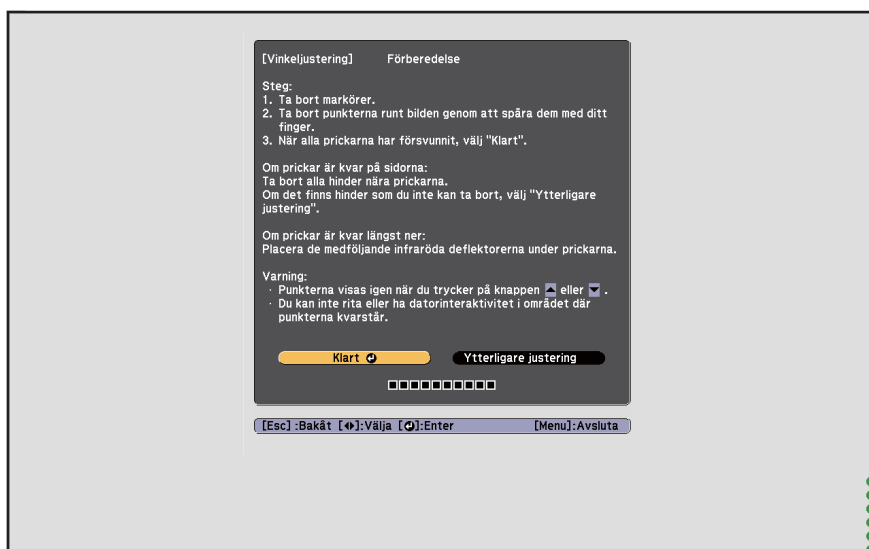 [Vinkeljustering] Förberedelse
Steg:
1. Ta bort markörer.
2. Ta bort punkterna runt bilden genom att spåra dem med ditt
finger.
3. När alla prickarna har försvunnit, välj "Klart".
Om prickar är kvar på sidorna:
Ta bort alla hinder nära prickarna.
Om det finns hinder som du inte kan ta bort, välj "Ytterligare
justering".
Om prickar är kvar längst ner:
Placera de medföljande infraröda deflektorerna under prickarna.
Varning:
· Punkterna visas igen när du trycker på knappen ▲ eller ▼ .
· Du kan inte rita eller ha datorinteraktivitet i området där
punkterna kvarstår.
Klart Ytterligare justering
[Esc] :Bakåt [◀▶]:Välja [⏎]:Enter [Menu]:Avsluta